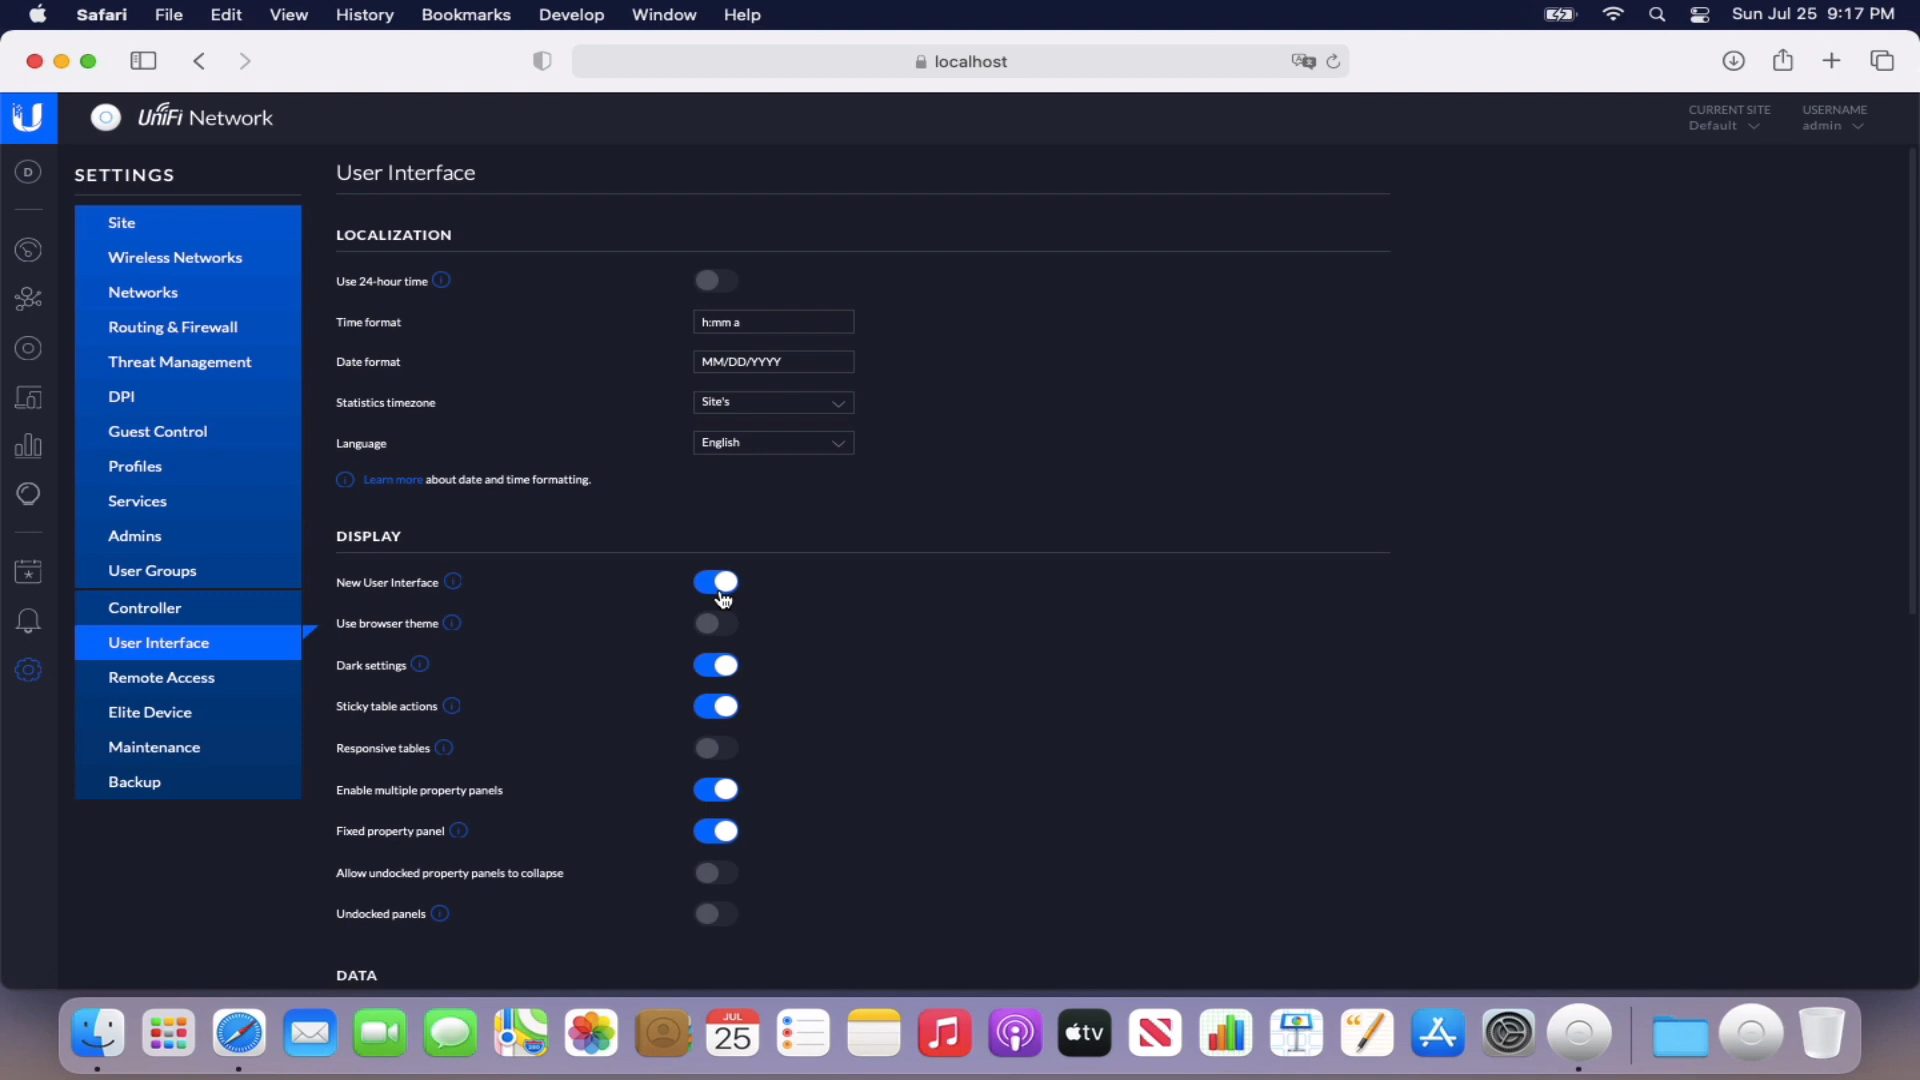 Safari File Edit View History Bookmarks Develop Window Help Sun Jul 25 9:17 PM
localhost
UniFi Network
CURRENT SITE
Default
USERNAME
admin
D
SETTINGS
Site
Wireless Networks
Networks
Routing & Firewall
Threat Management
DPI
Guest Control
Profiles
Services
Admins
User Groups
Controller
User Interface
Remote Access
Elite Device
Maintenance
Backup
User Interface
LOCALIZATION
Use 24-hour time
Time format h:mm a
Date format MM/DD/YYYY
Statistics timezone Site's
Language English
Learn more about date and time formatting.
DISPLAY
New User Interface
Use browser theme
Dark settings
Sticky table actions
Responsive tables
Enable multiple property panels
Fixed property panel
Allow undocked property panels to collapse
Undocked panels
DATA
JUL
25
tv